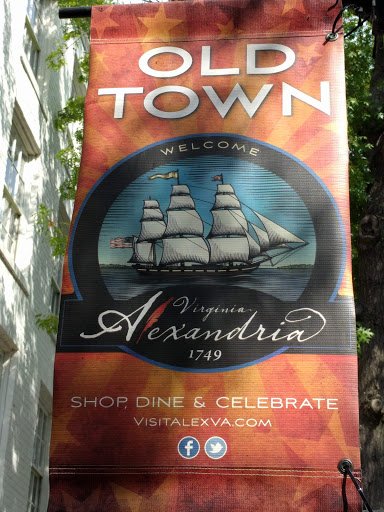 OLD
TOWN
WELCOME
Virginia
Alexandria
1749
SHOP, DINE & CELEBRATE
VISITALEXVA.COM